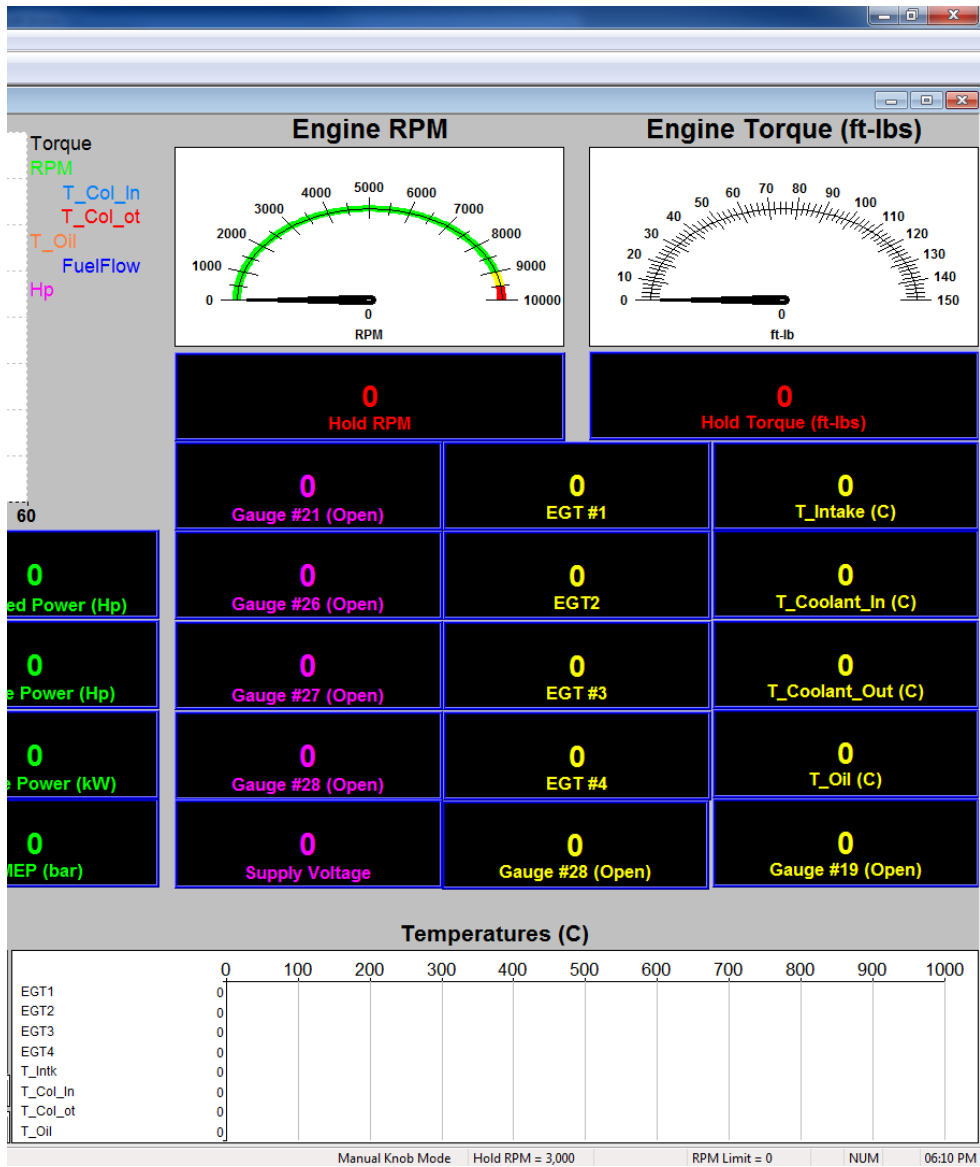 Engine RPM
Engine Torque (ft-lbs)
Torque
RPM
T_Col_In
T_Col_ot
T_Oil
FuelFlow
Hp
60
0
1000
2000
3000
4000
5000
6000
7000
8000
9000
10000
0
RPM
0
10
20
30
40
50
60
70
80
90
100
110
120
130
140
150
0
ft-lb
0
Hold RPM
0
Hold Torque (ft-lbs)
0
Gauge #21 (Open)
0
EGT #1
0
T_Intake (C)
0
ed Power (Hp)
0
Gauge #26 (Open)
0
EGT2
0
T_Coolant_In (C)
0
e Power (Hp)
0
Gauge #27 (Open)
0
EGT #3
0
T_Coolant_Out (C)
0
e Power (kW)
0
Gauge #28 (Open)
0
EGT #4
0
T_Oil (C)
0
MEP (bar)
0
Supply Voltage
0
Gauge #28 (Open)
0
Gauge #19 (Open)
Temperatures (C)
0 100 200 300 400 500 600 700 800 900 1000
EGT1 0
EGT2 0
EGT3 0
EGT4 0
T_Intk 0
T_Col_In 0
T_Col_ot 0
T_Oil 0
Manual Knob Mode Hold RPM = 3,000 RPM Limit = 0 NUM 06:10 PM